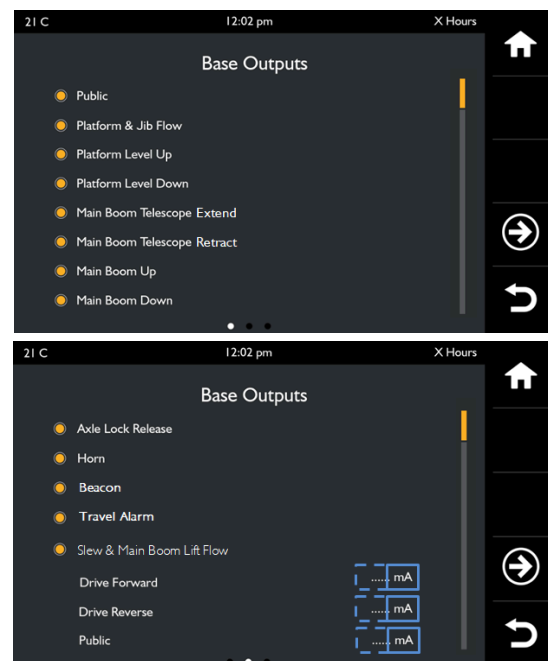 21 C 12:02 pm X Hours
Base Outputs
Public
Platform & Jib Flow
Platform Level Up
Platform Level Down
Main Boom Telescope Extend
Main Boom Telescope Retract
Main Boom Up
Main Boom Down
21 C 12:02 pm X Hours
Base Outputs
Axle Lock Release
Horn
Beacon
Travel Alarm
Slew & Main Boom Lift Flow
Drive Forward ...... mA
Drive Reverse ...... mA
Public ...... mA